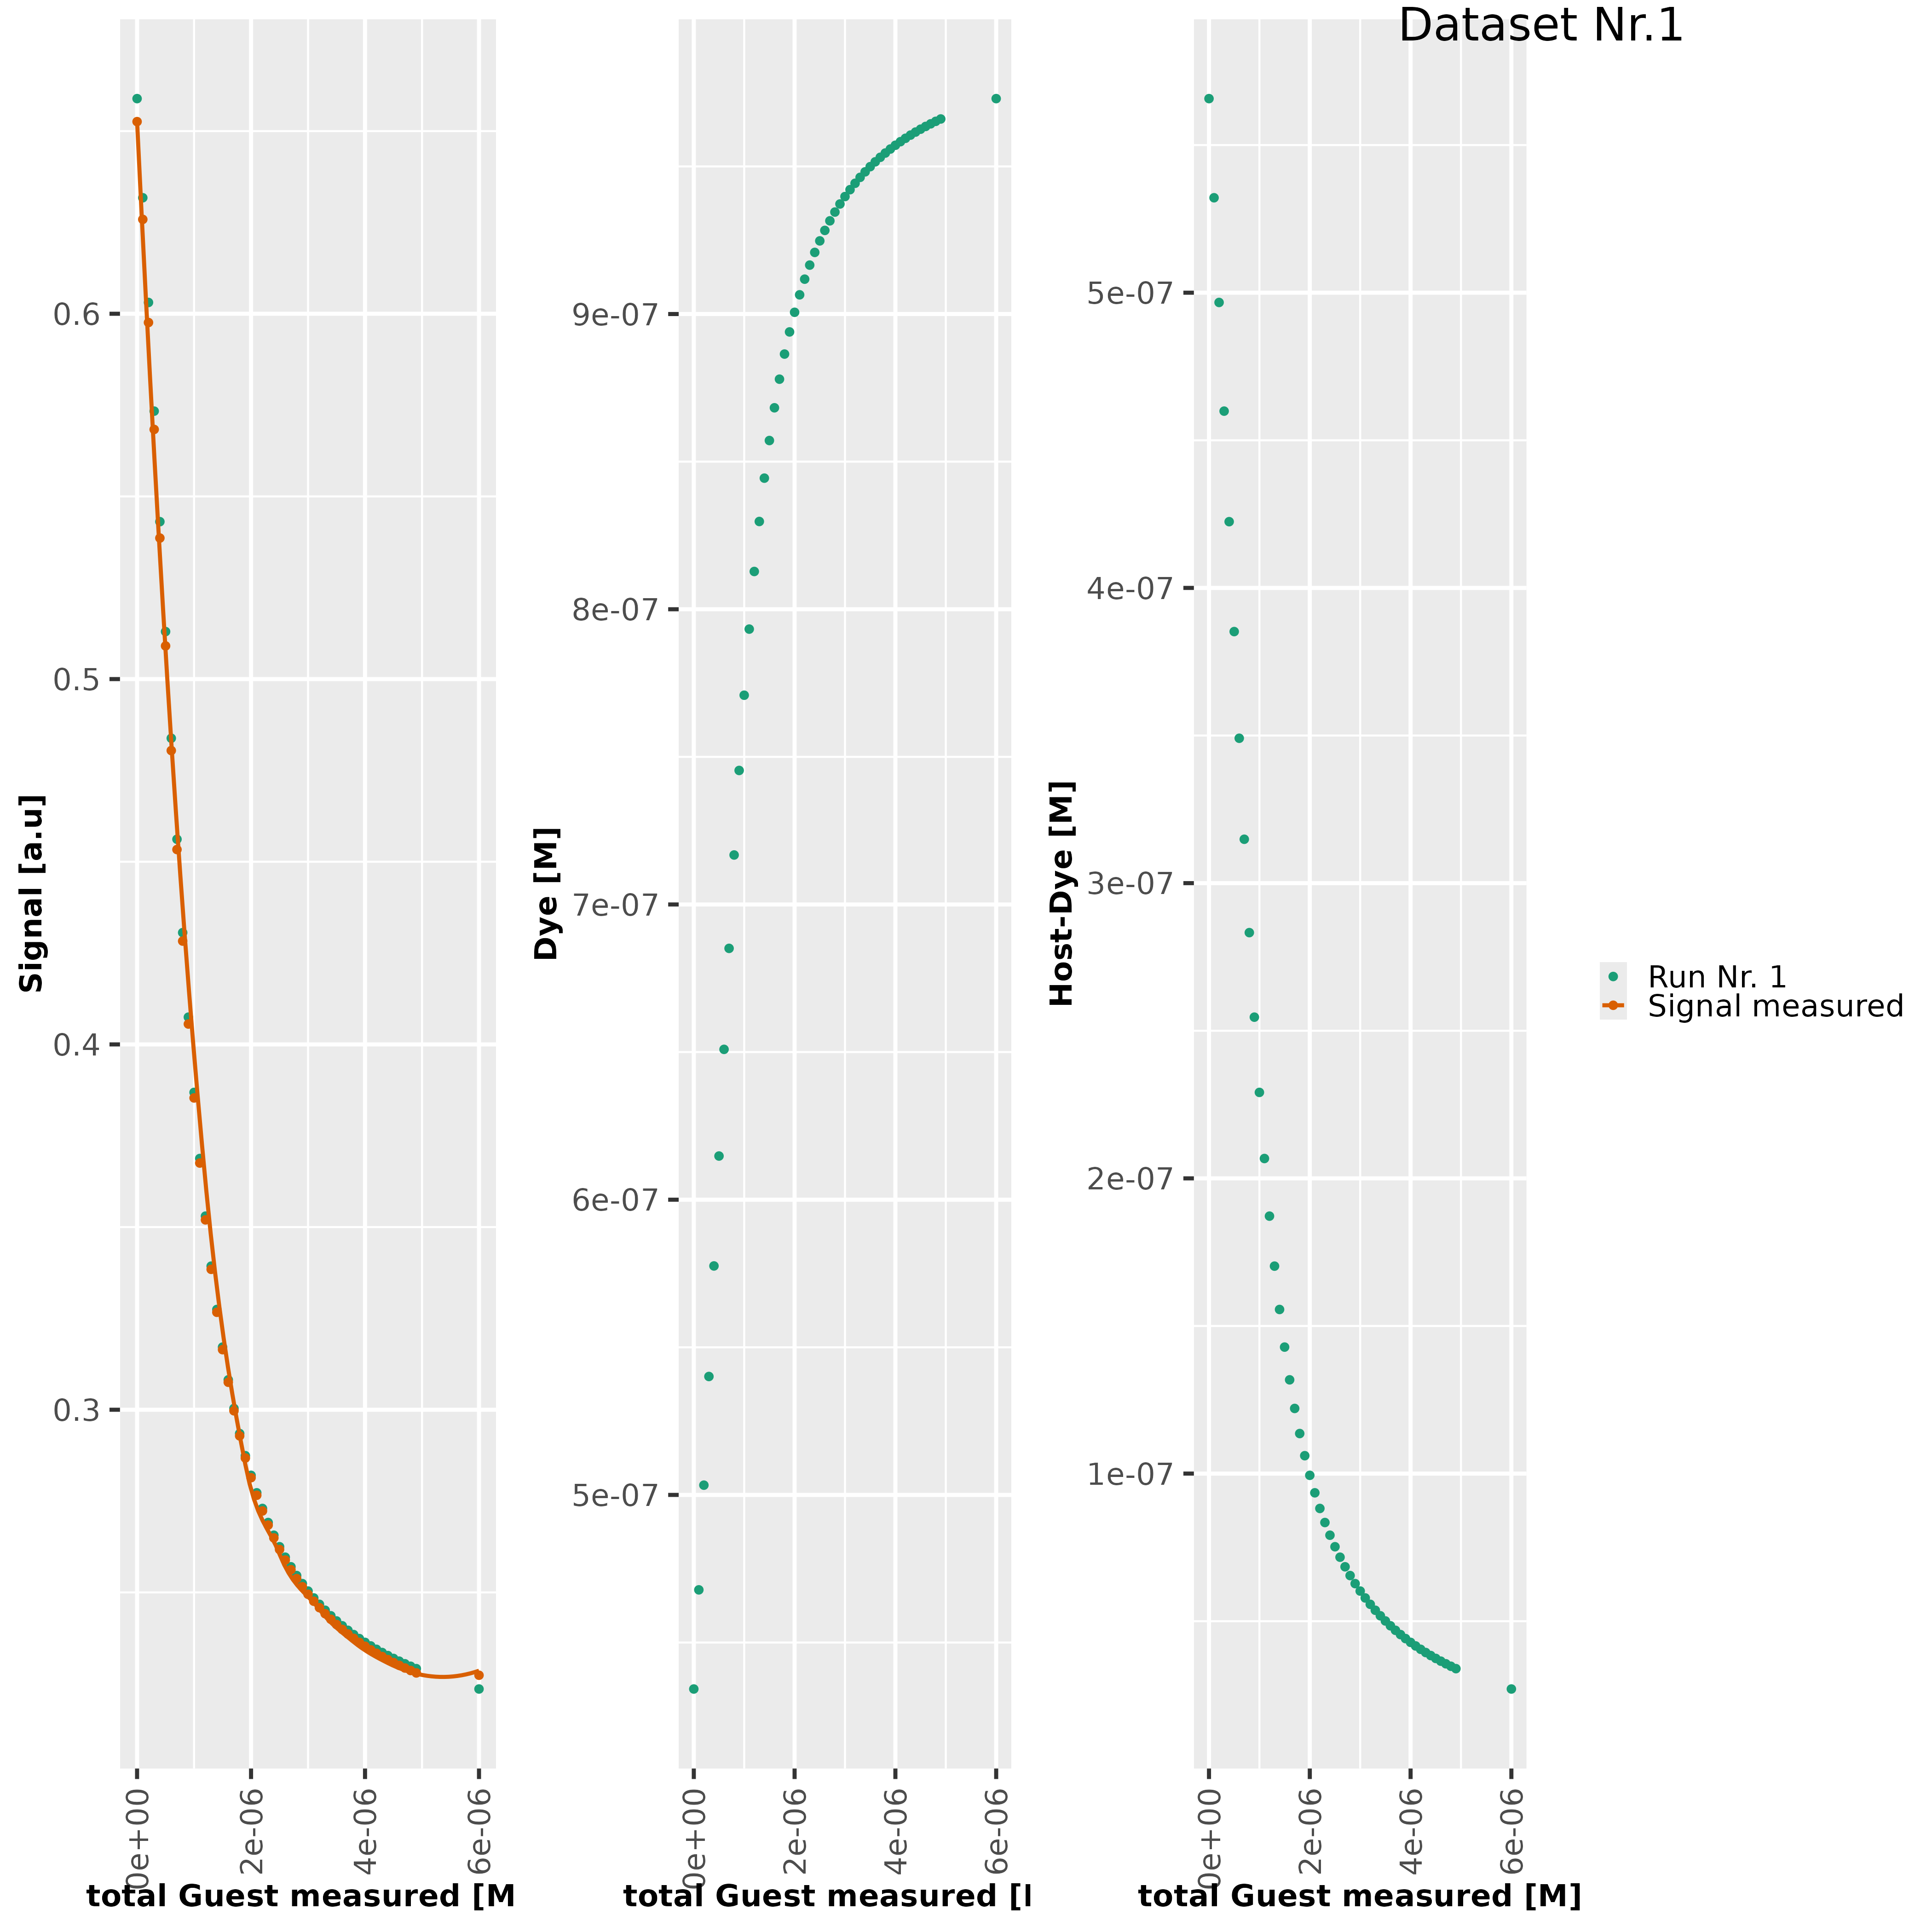 Dataset Nr.1
Signal [a.u]
0.6
0.5
0.4
0.3
0e+00
2e-06
4e-06
6e-06
total Guest measured [M
Dye [M]
9e-07
8e-07
7e-07
6e-07
5e-07
0e+00
2e-06
4e-06
6e-06
total Guest measured [
Host-Dye [M]
5e-07
4e-07
3e-07
2e-07
1e-07
0e+00
2e-06
4e-06
6e-06
total Guest measured [M]
Run Nr. 1
Signal measured